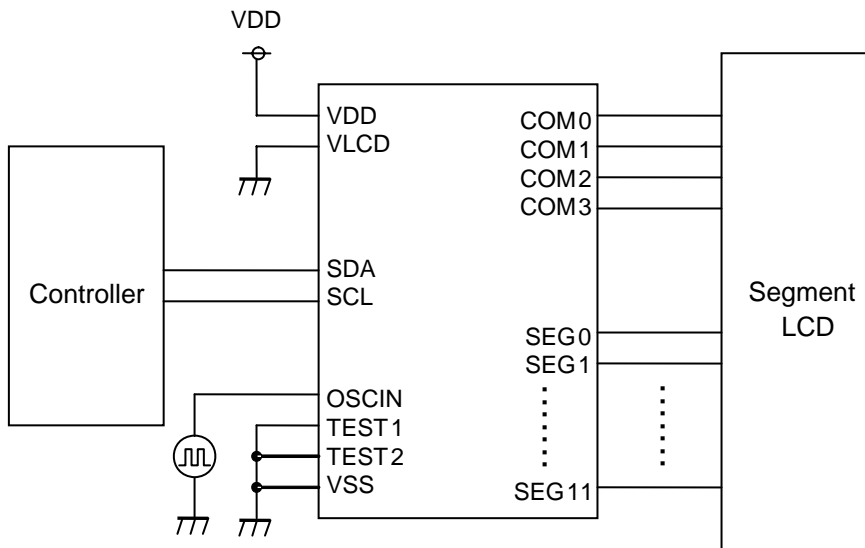 VDD
VDD
VLCD
SDA
SCL
OSCIN
TEST1
TEST2
VSS
COM0
COM1
COM2
COM3
SEG0
SEG1
SEG11
Controller
Segment
LCD